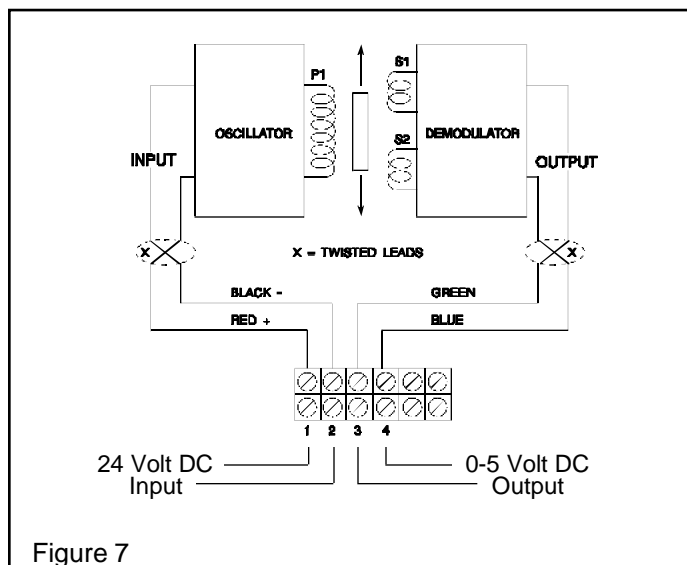 P1
S1
OSCILLATOR
S2
DEMODULATOR
INPUT
OUTPUT
X
X = TWISTED LEADS
X
BLACK -
GREEN
RED +
BLUE
1 2 3 4
24 Volt DC
Input
0-5 Volt DC
Output
Figure 7